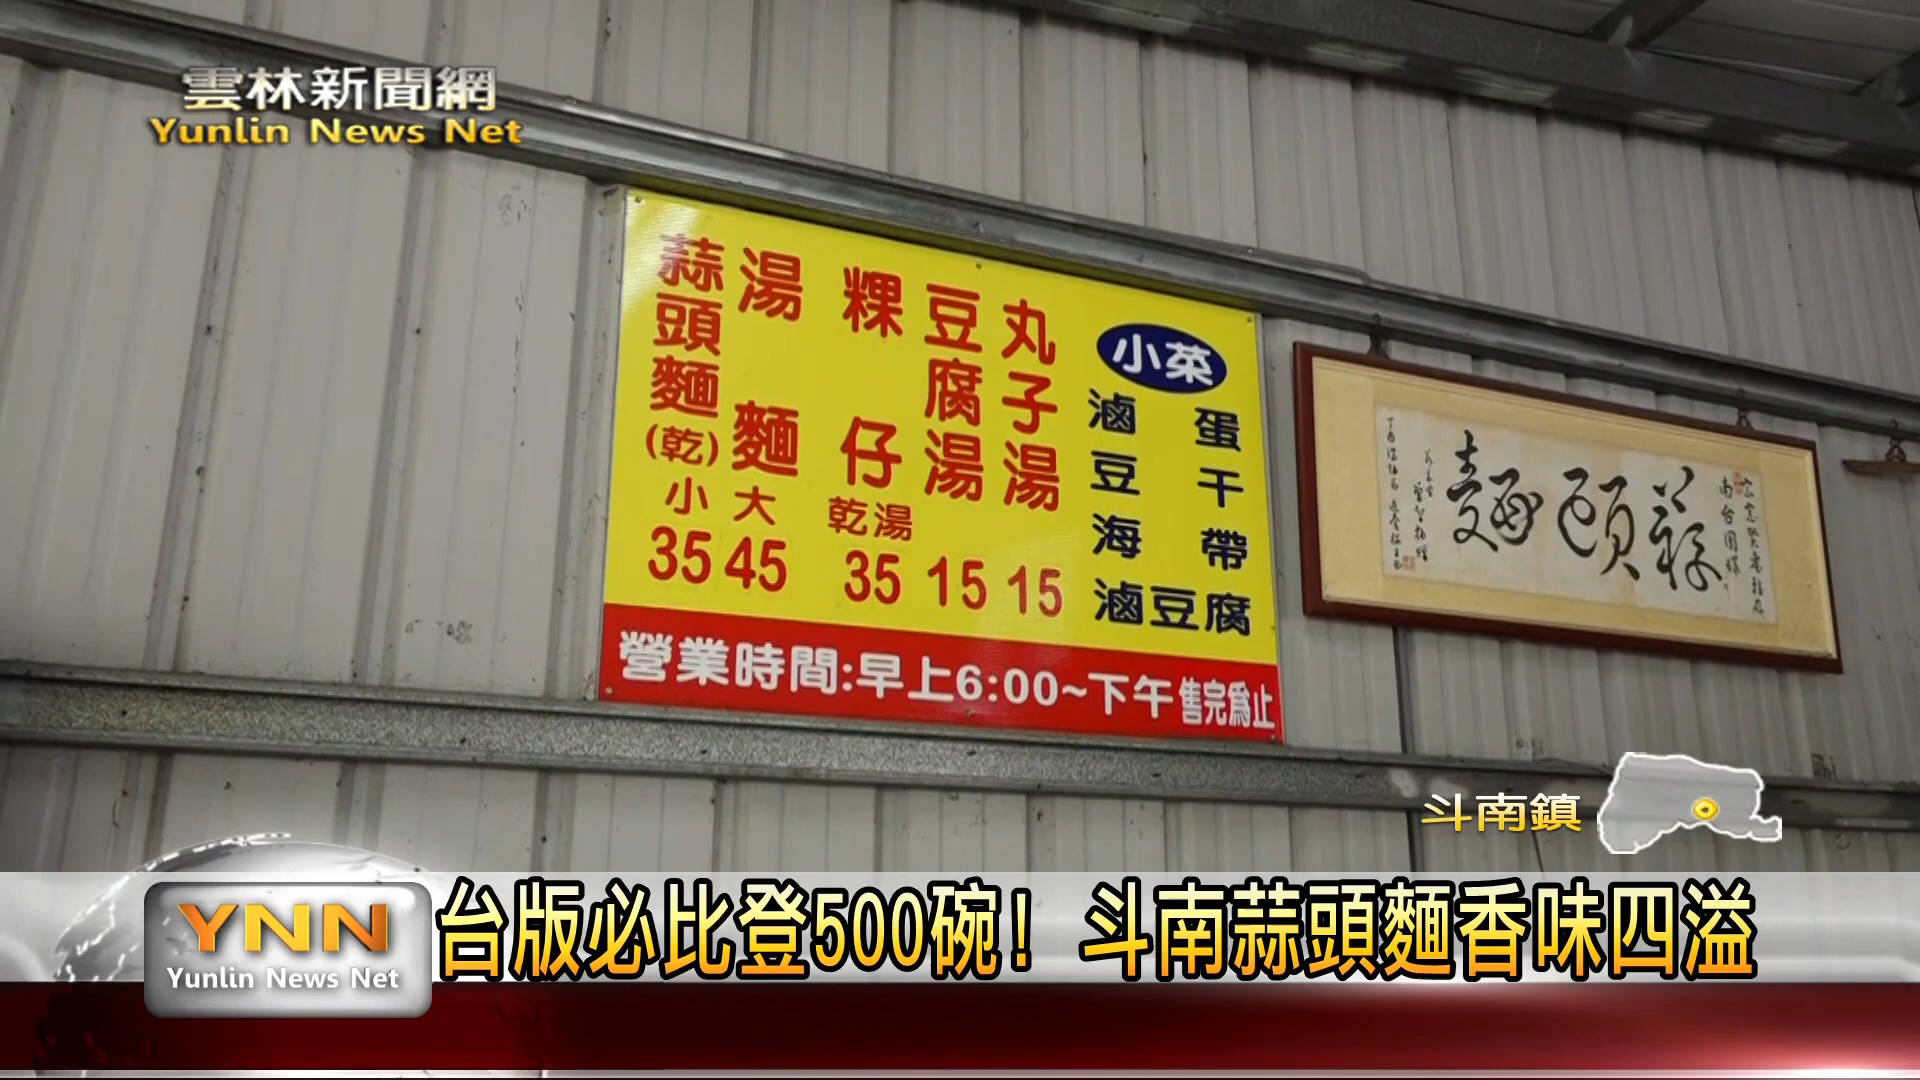 雲林新聞網
Yunlin News Net
蒜頭麵(乾)
湯麵
小 大
35 45
粿仔
乾湯
35
豆腐湯
15
丸子湯
15
小菜
滷蛋
豆干
海帶
滷豆腐
營業時間:早上6:00~下午售完為止
蒜頭麵
斗南鎮
YNN
Yunlin News Net
台版必比登500碗! 斗南蒜頭麵香味四溢